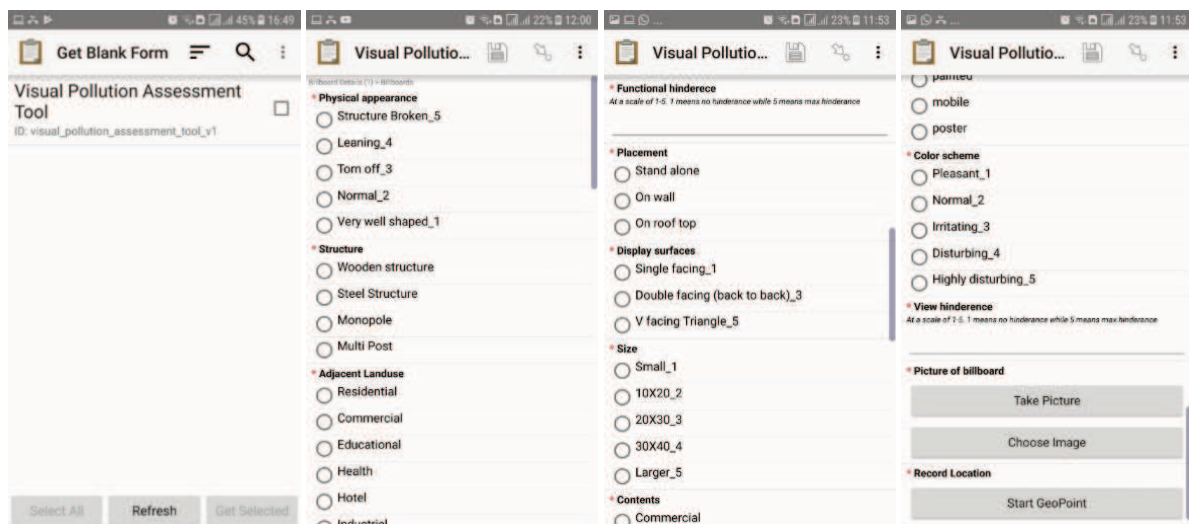 45% 16:49
Get Blank Form
Visual Pollution Assessment
Tool
ID: visual_pollution_assessment_tool_v1
Select All
Refresh
Get Selected
22% 12:00
Visual Pollutio...
Billboard Details (1) > Billboards
* Physical appearance
Structure Broken_5
Leaning_4
Torn off_3
Normal_2
Very well shaped_1
* Structure
Wooden structure
Steel Structure
Monopole
Multi Post
* Adjacent Landuse
Residential
Commercial
Educational
Health
Hotel
Industrial
23% 11:53
Visual Pollutio...
* Functional hinderece
At a scale of 1-5. 1 means no hinderance while 5 means max hinderance
* Placement
Stand alone
On wall
On roof top
* Display surfaces
Single facing_1
Double facing (back to back)_3
V facing Triangle_5
* Size
Small_1
10X20_2
20X30_3
30X40_4
Larger_5
* Contents
Commercial
23% 11:53
Visual Pollutio...
painted
mobile
poster
* Color scheme
Pleasant_1
Normal_2
Irritating_3
Disturbing_4
Highly disturbing_5
* View hinderence
At a scale of 1-5. 1 means no hinderance while 5 means max hinderance
* Picture of billboard
Take Picture
Choose Image
* Record Location
Start GeoPoint